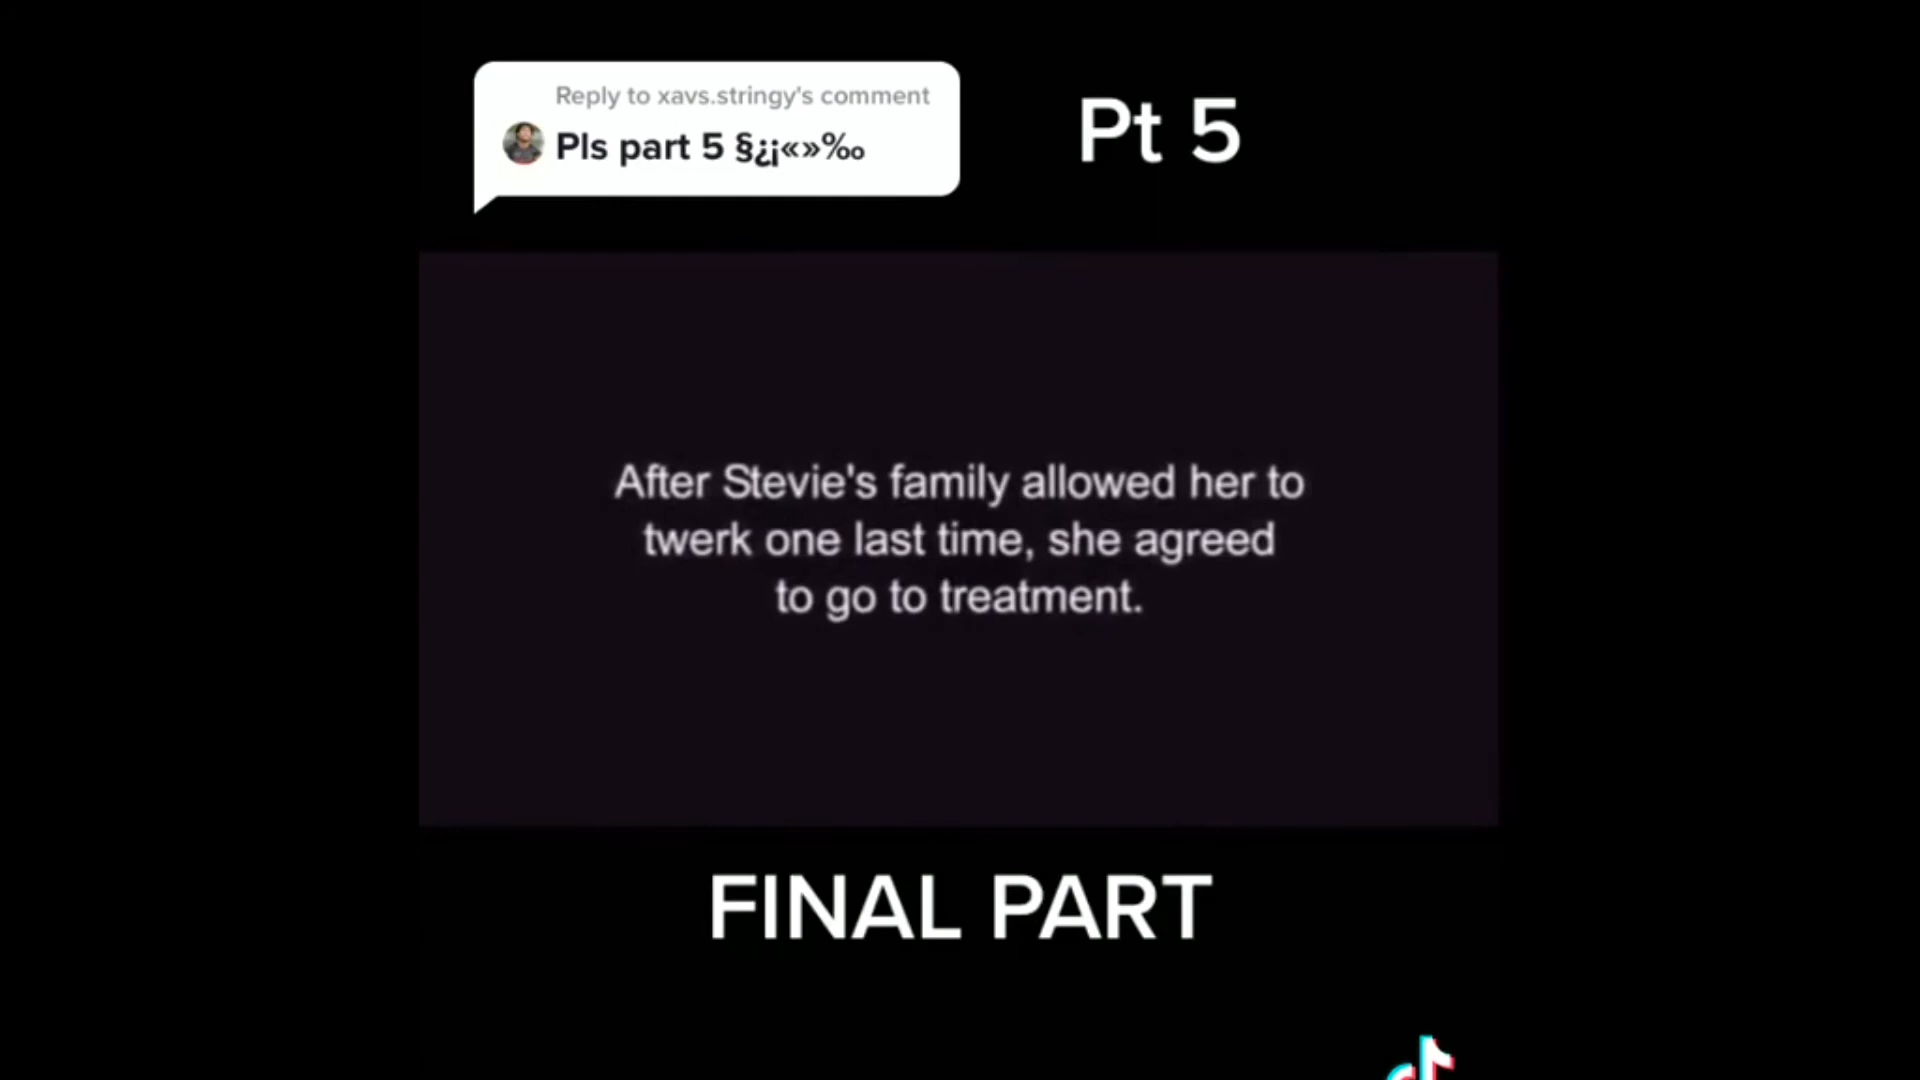 Reply to xavs.stringy's comment
Pls part 5 §¿¡«»‰
Pt 5
After Stevie's family allowed her to
twerk one last time, she agreed
to go to treatment.
FINAL PART